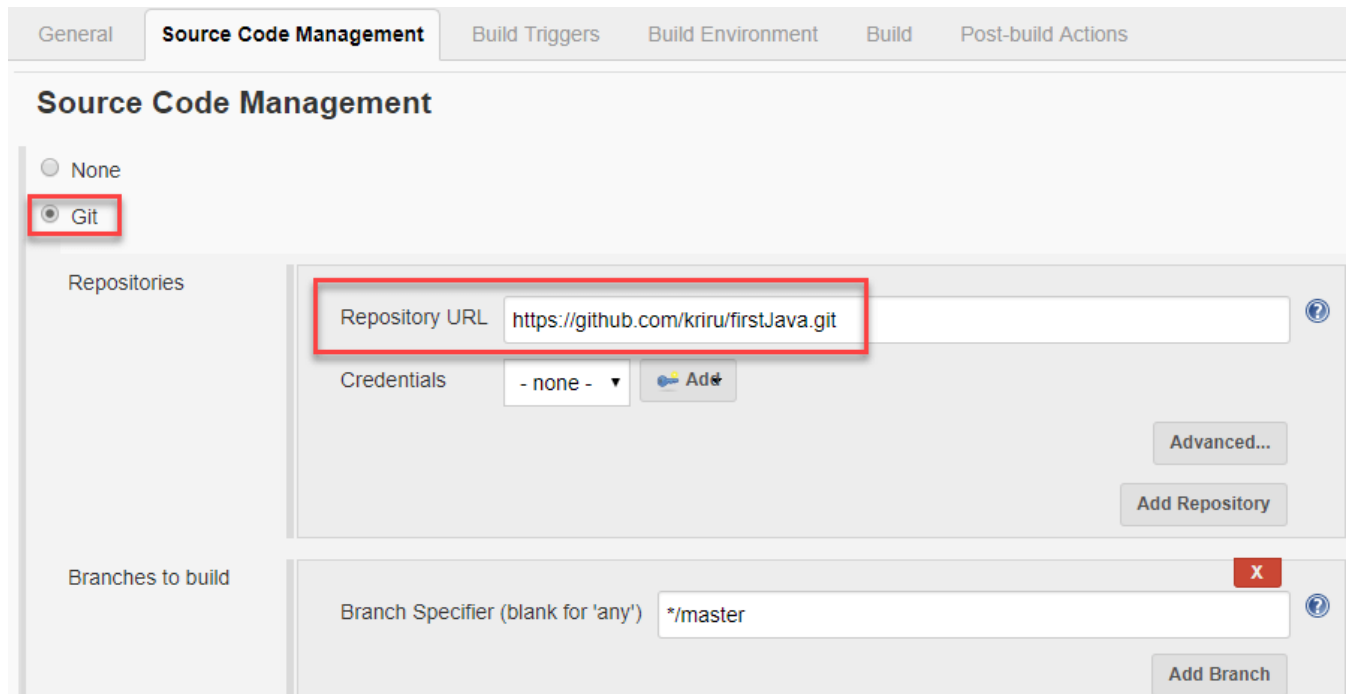 General Source Code Management Build Triggers Build Environment Build Post-build Actions
Source Code Management
None
Git
Repositories
Repository URL https://github.com/kriru/firstJava.git
Credentials - none - Add
Advanced...
Add Repository
Branches to build
X
Branch Specifier (blank for 'any') */master
Add Branch